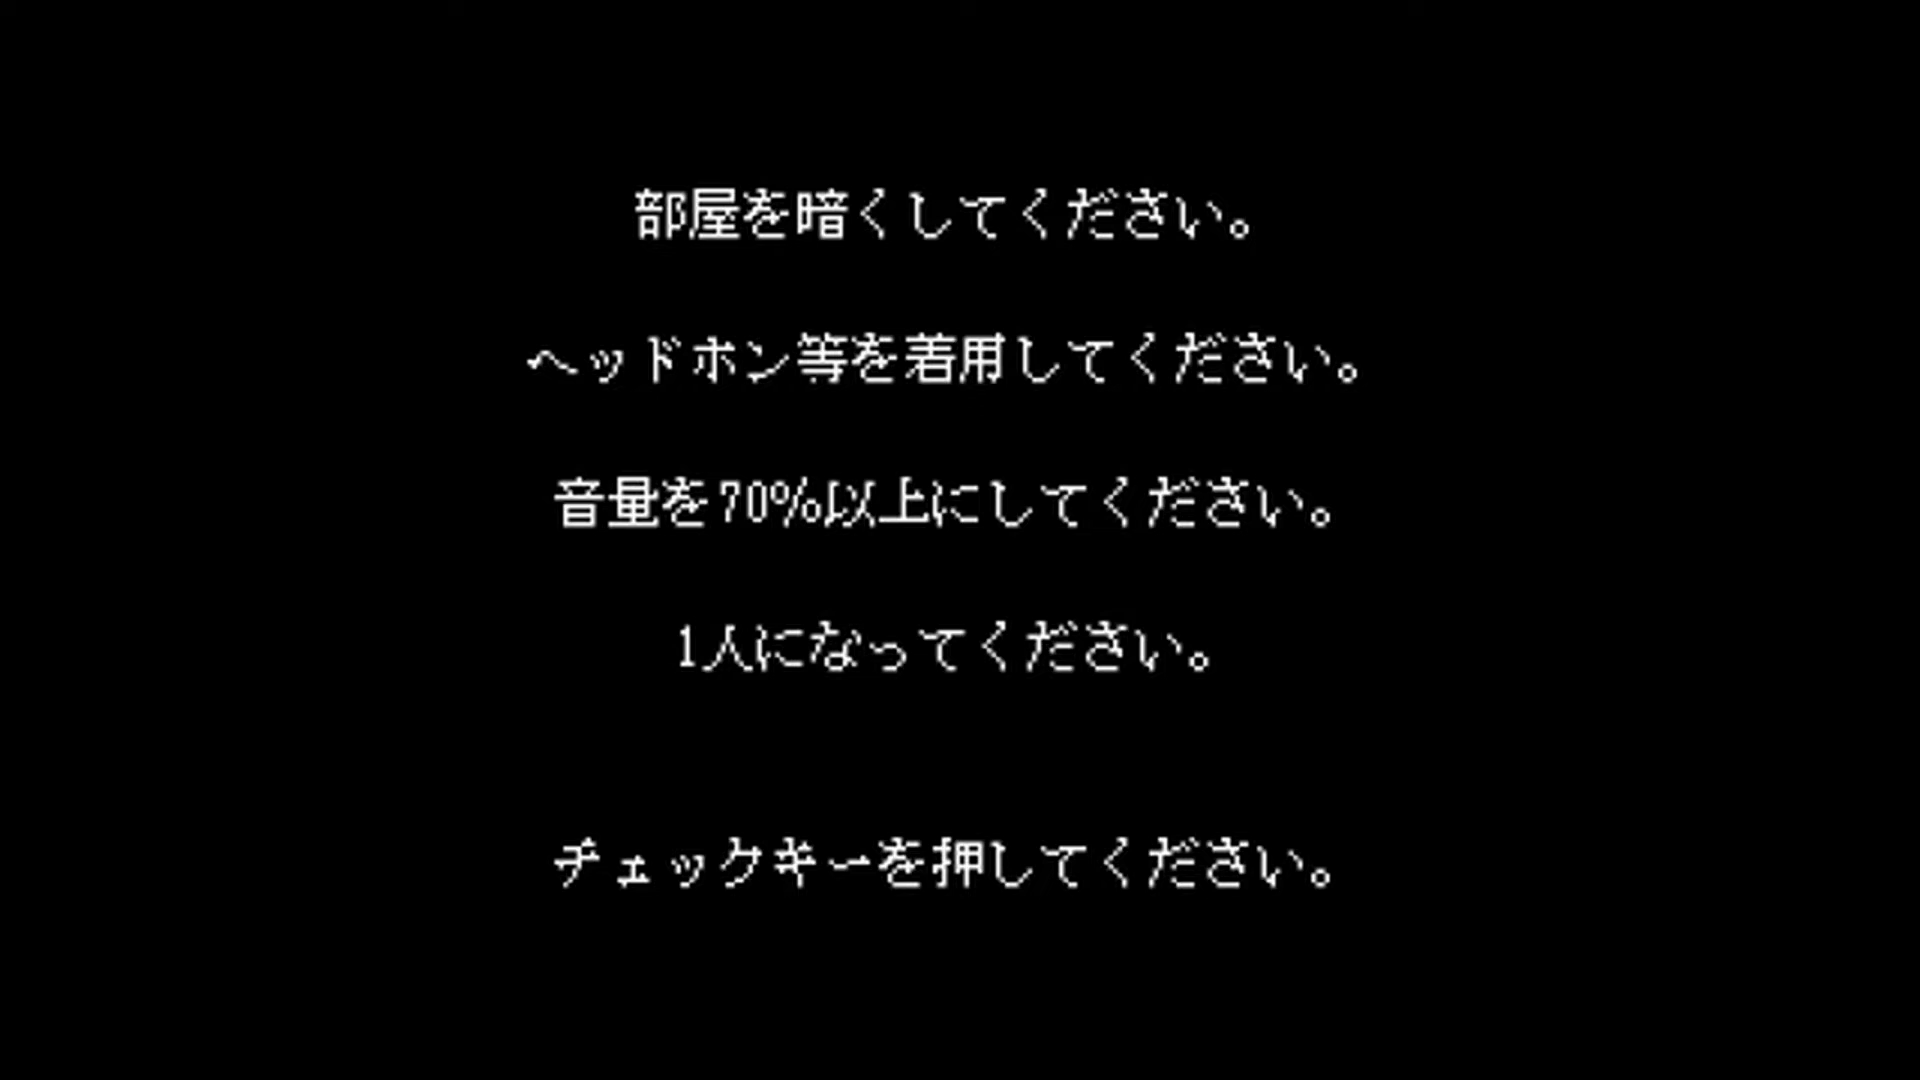 部屋を暗くしてください。
ヘッドホン等を着用してください。
音量を70%以上にしてください。
1人になってください。
チェックキーを押してください。